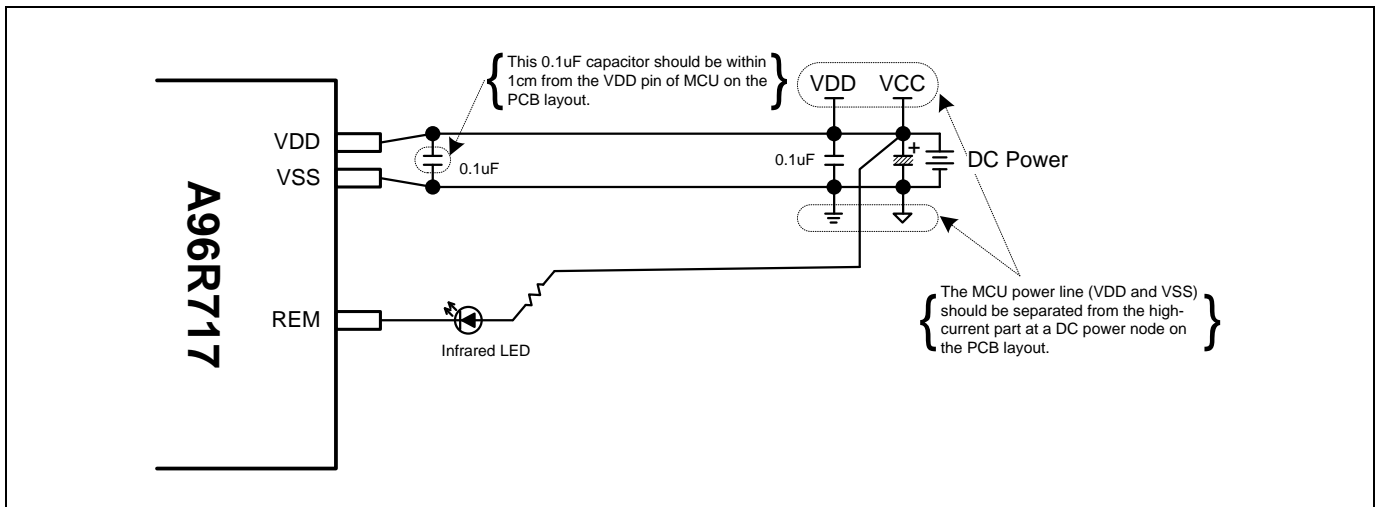 This 0.1uF capacitor should be within
1cm from the VDD pin of MCU on the
PCB layout.
VDD VCC
VDD
VSS
0.1uF
0.1uF
+
DC Power
A96R717
REM
Infrared LED
The MCU power line (VDD and VSS)
should be separated from the high-
current part at a DC power node on
the PCB layout.